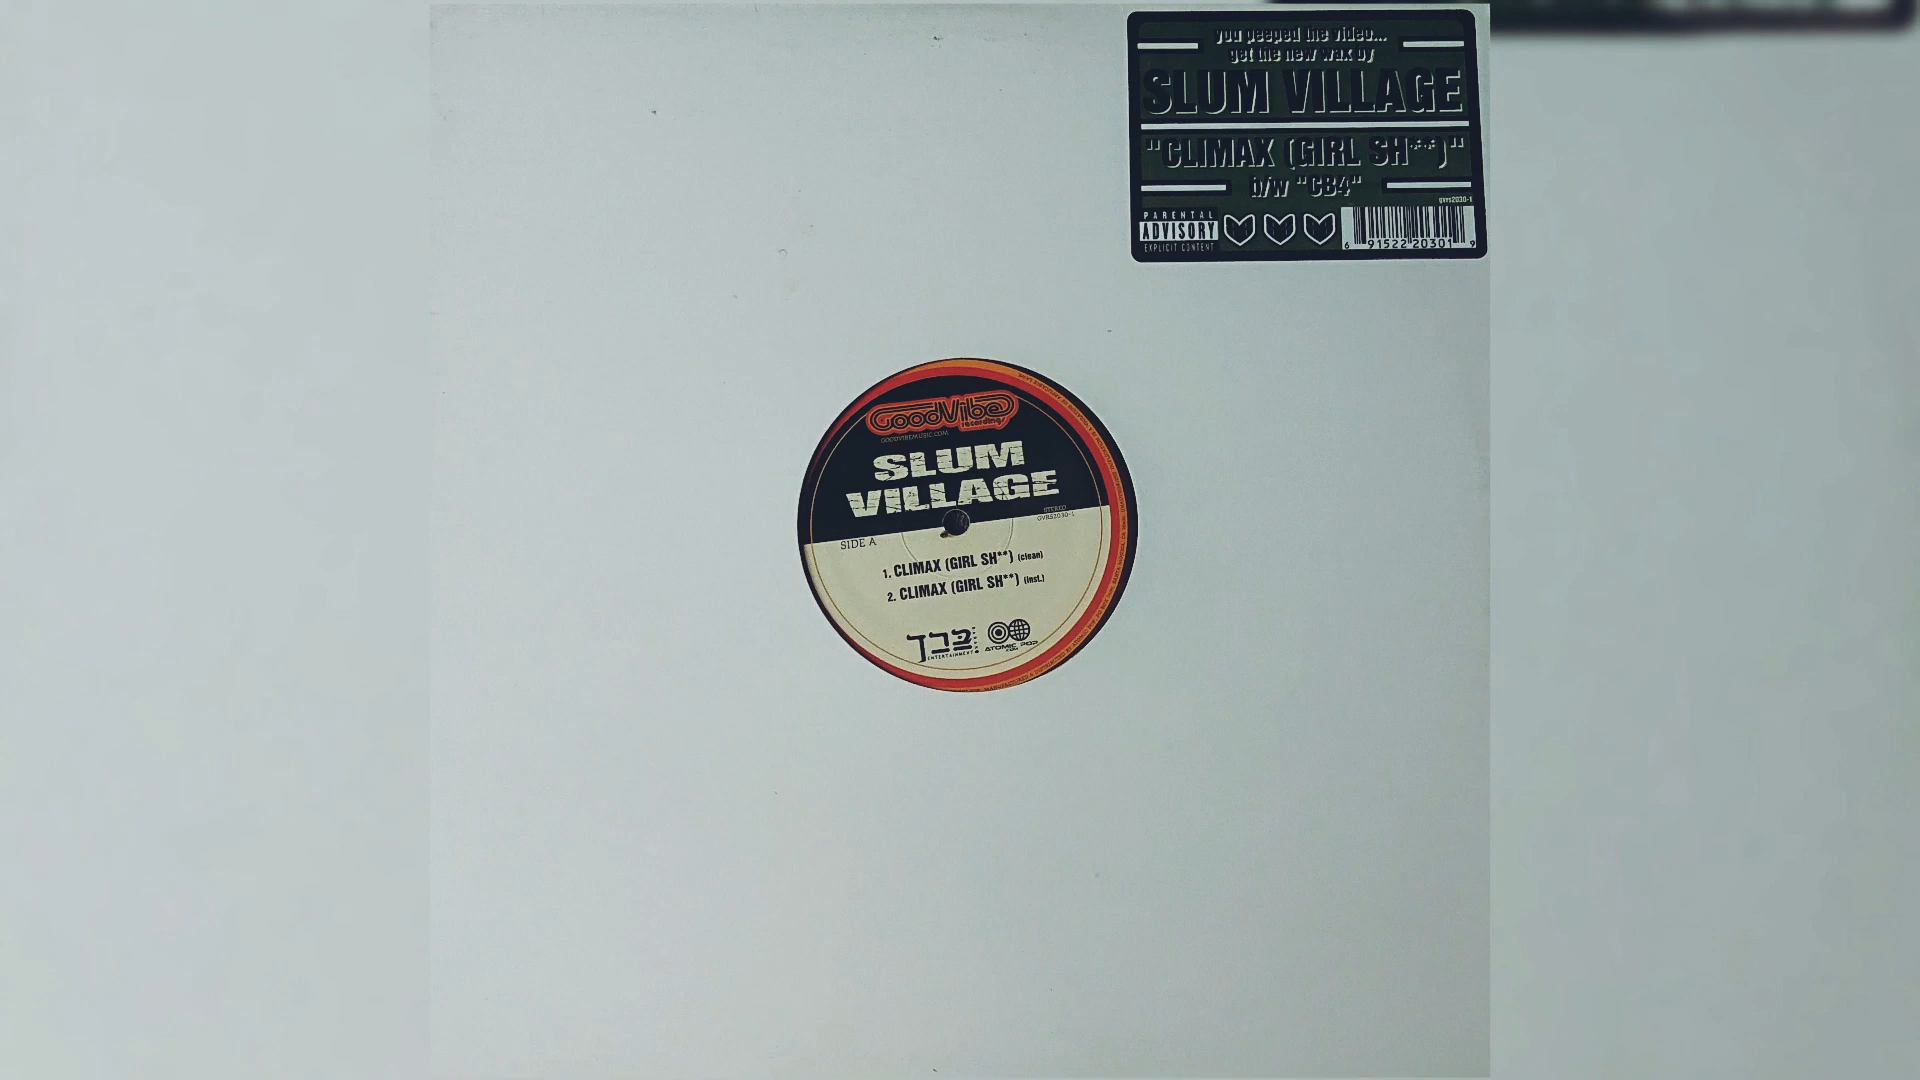 you peeped the video...
get the new wax by
SLUM VILLAGE
"CLIMAX (GIRL SH**)"
b/w "CB4"
gvrs2030-1
PARENTAL
ADVISORY
EXPLICIT CONTENT
6 91522 20301 9
GoodVibe
recordings
GOODVIBEMUSIC.COM
SLUM
VILLAGE
STEREO
GVRS2030-1
SIDE A
1. CLIMAX (GIRL SH**) (clean)
2. CLIMAX (GIRL SH**) (inst.)
ENTERTAINMENT
ATOMIC POP
.COM